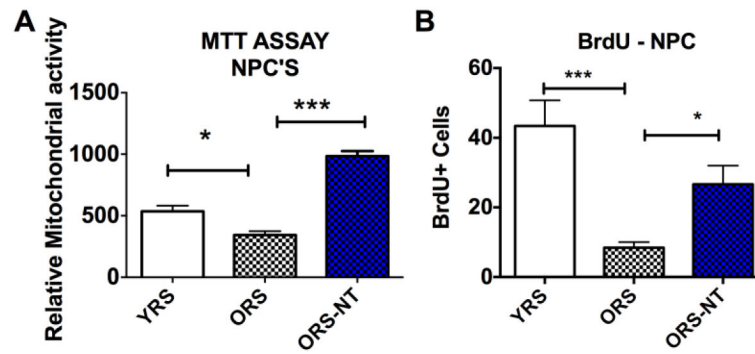 A
MTT ASSAY
NPC'S
Relative Mitochondrial activity
1500
1000
500
0
*
***
YRS
ORS
ORS-NT
B
BrdU - NPC
BrdU+ Cells
60
40
20
0
***
*
YRS
ORS
ORS-NT